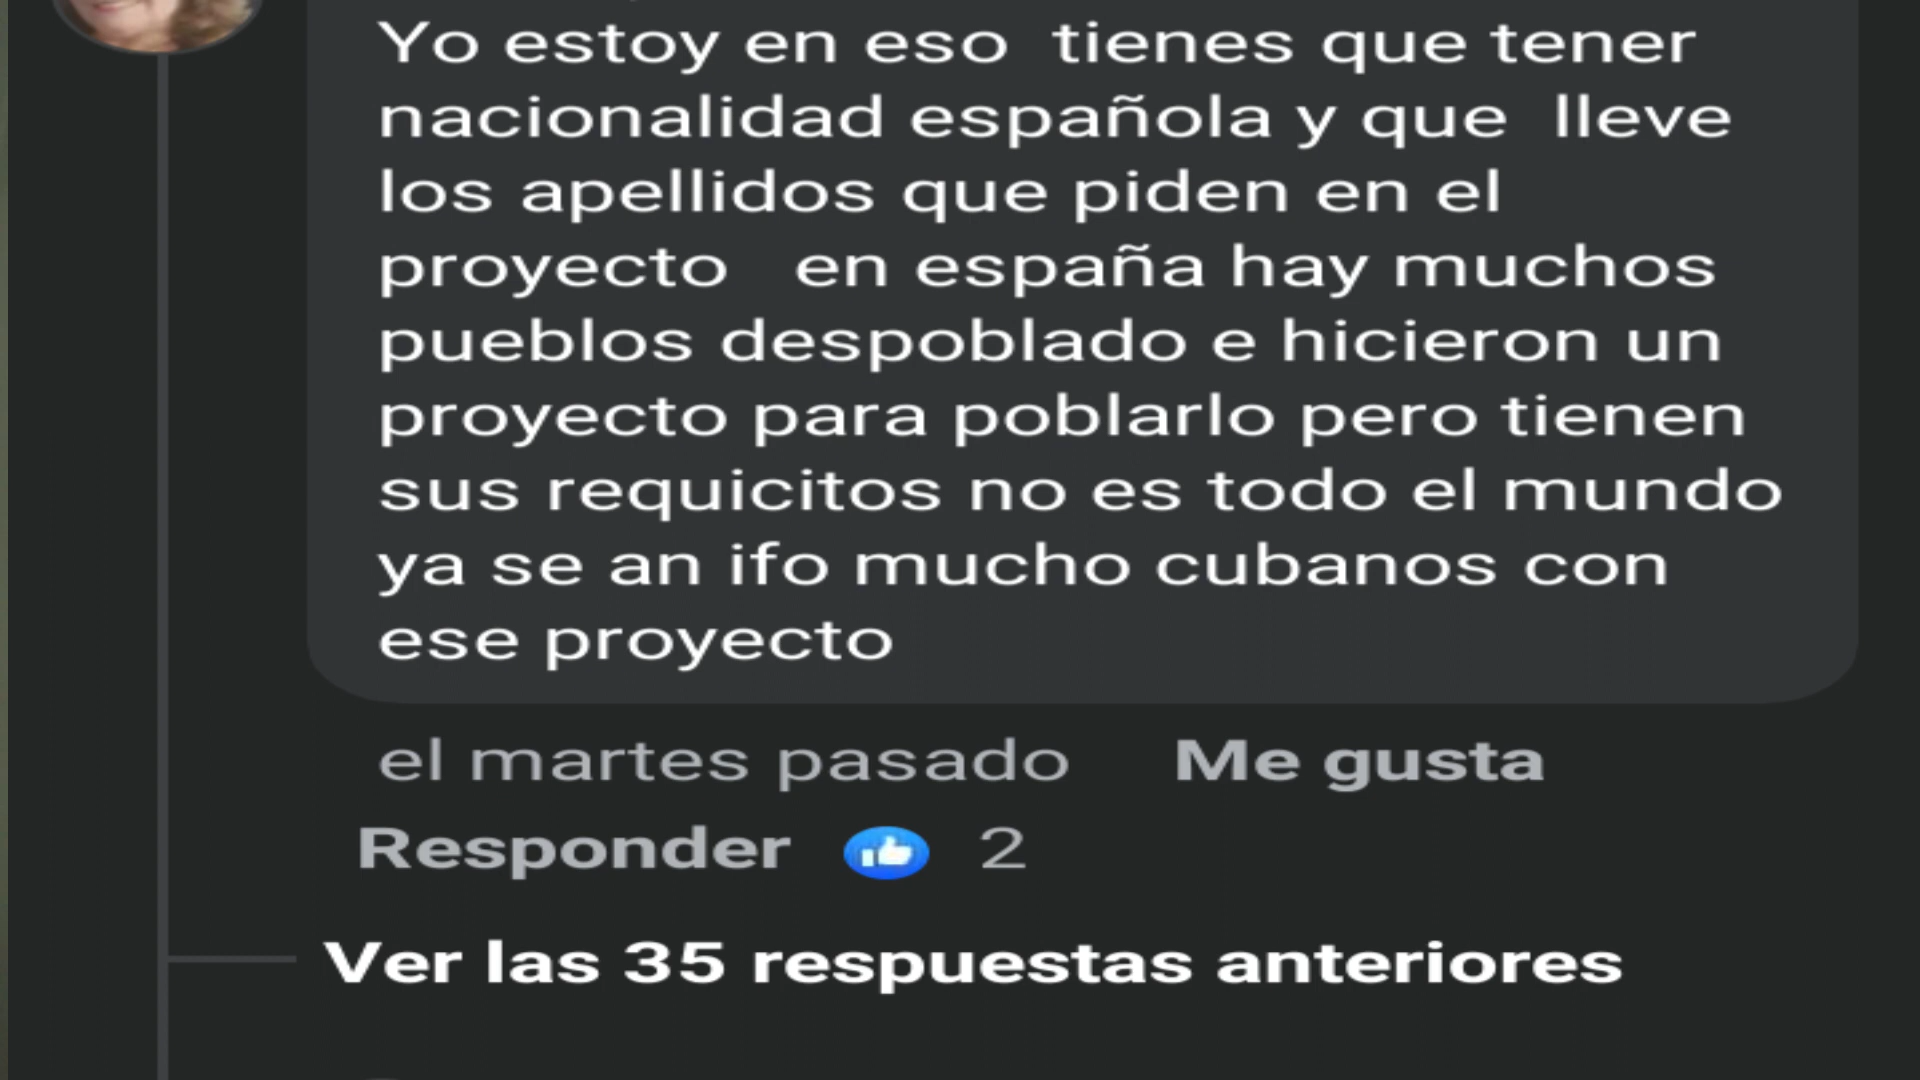 Yo estoy en eso  tienes que tener
nacionalidad española y que  lleve
los apellidos que piden en el
proyecto   en españa hay muchos
pueblos despoblado e hicieron un
proyecto para poblarlo pero tienen
sus requicitos no es todo el mundo
ya se an ifo mucho cubanos con
ese proyecto
el martes pasado Me gusta
Responder 2
Ver las 35 respuestas anteriores